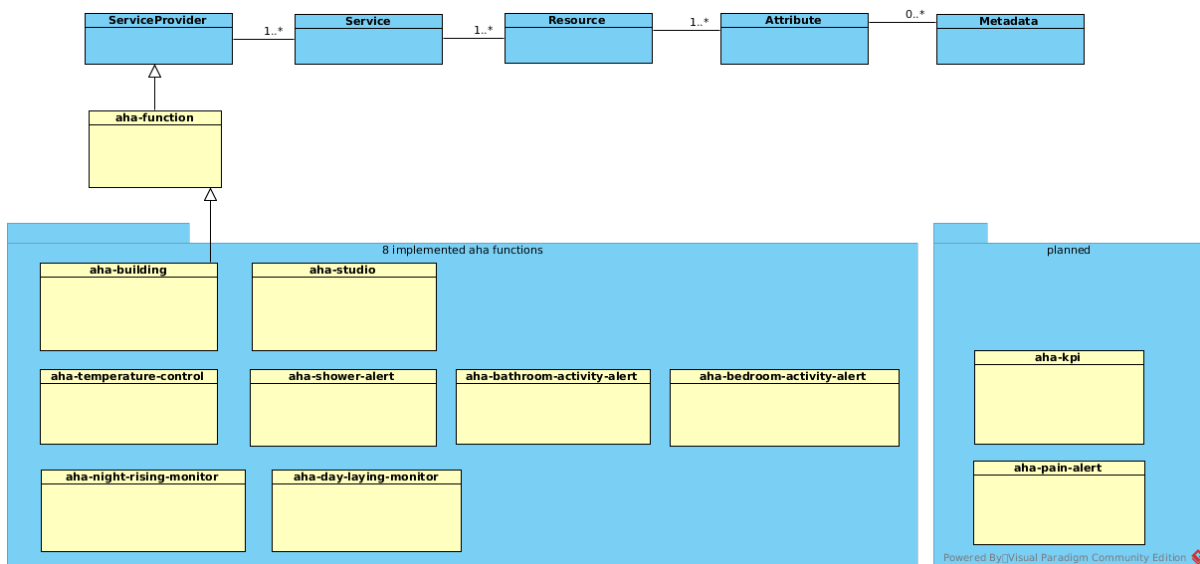 ServiceProvider
1..*
Service
1..*
Resource
1..*
Attribute
0..*
Metadata
aha-function
8 implemented aha functions
planned
aha-building
aha-studio
aha-kpi
aha-temperature-control
aha-shower-alert
aha-bathroom-activity-alert
aha-bedroom-activity-alert
aha-pain-alert
aha-night-rising-monitor
aha-day-laying-monitor
Powered By▯Visual Paradigm Community Edition